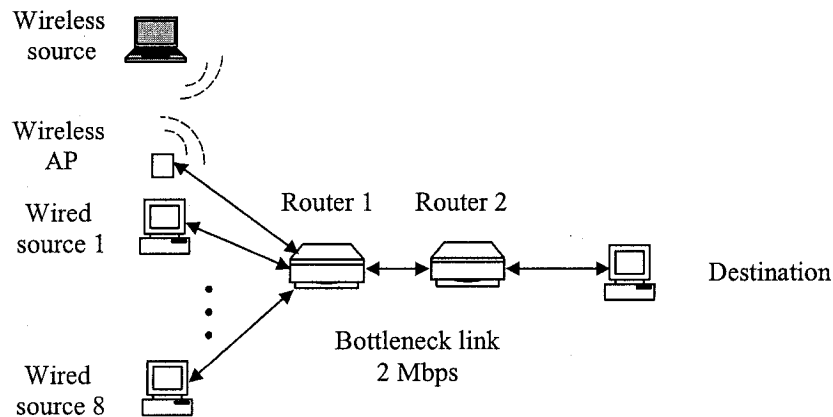 Wireless
source
Wireless
AP
Wired
source 1
Router 1
Router 2
Destination
Bottleneck link
2 Mbps
Wired
source 8